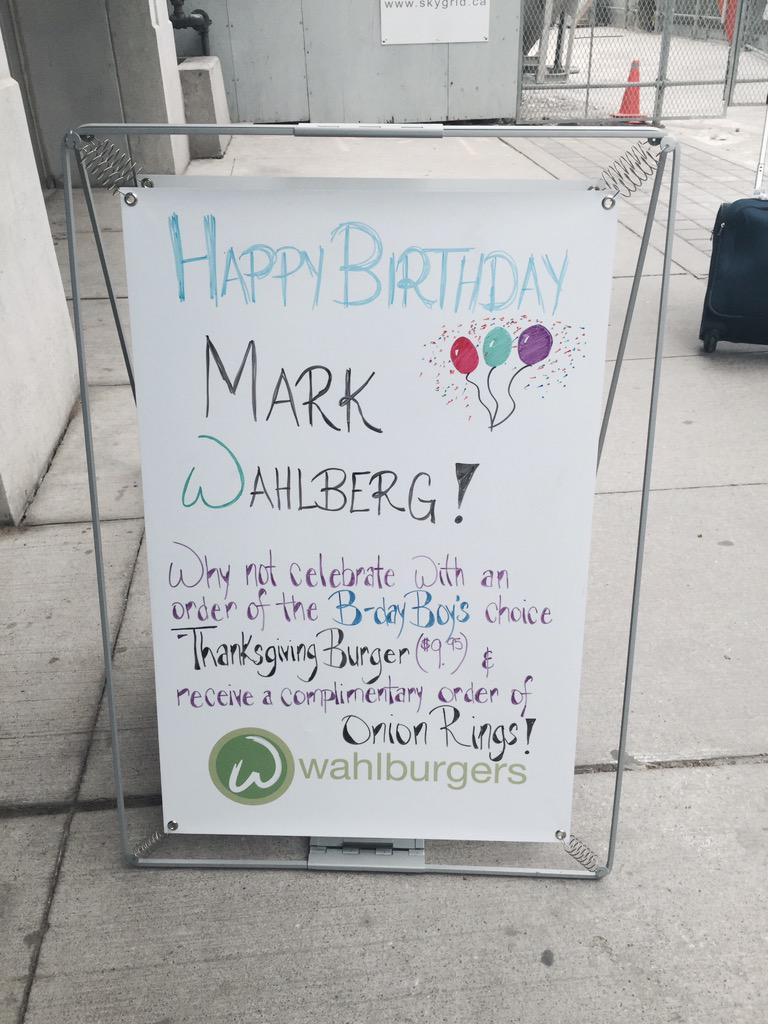 www.skygrid.ca
HAPPY BIRTHDAY
MARK
WAHLBERG!
Why not celebrate with an
order of the B-day Boy's choice
Thanksgiving Burger ($9.95) &
receive a complimentary order of
Onion Rings!
w wahlburgers